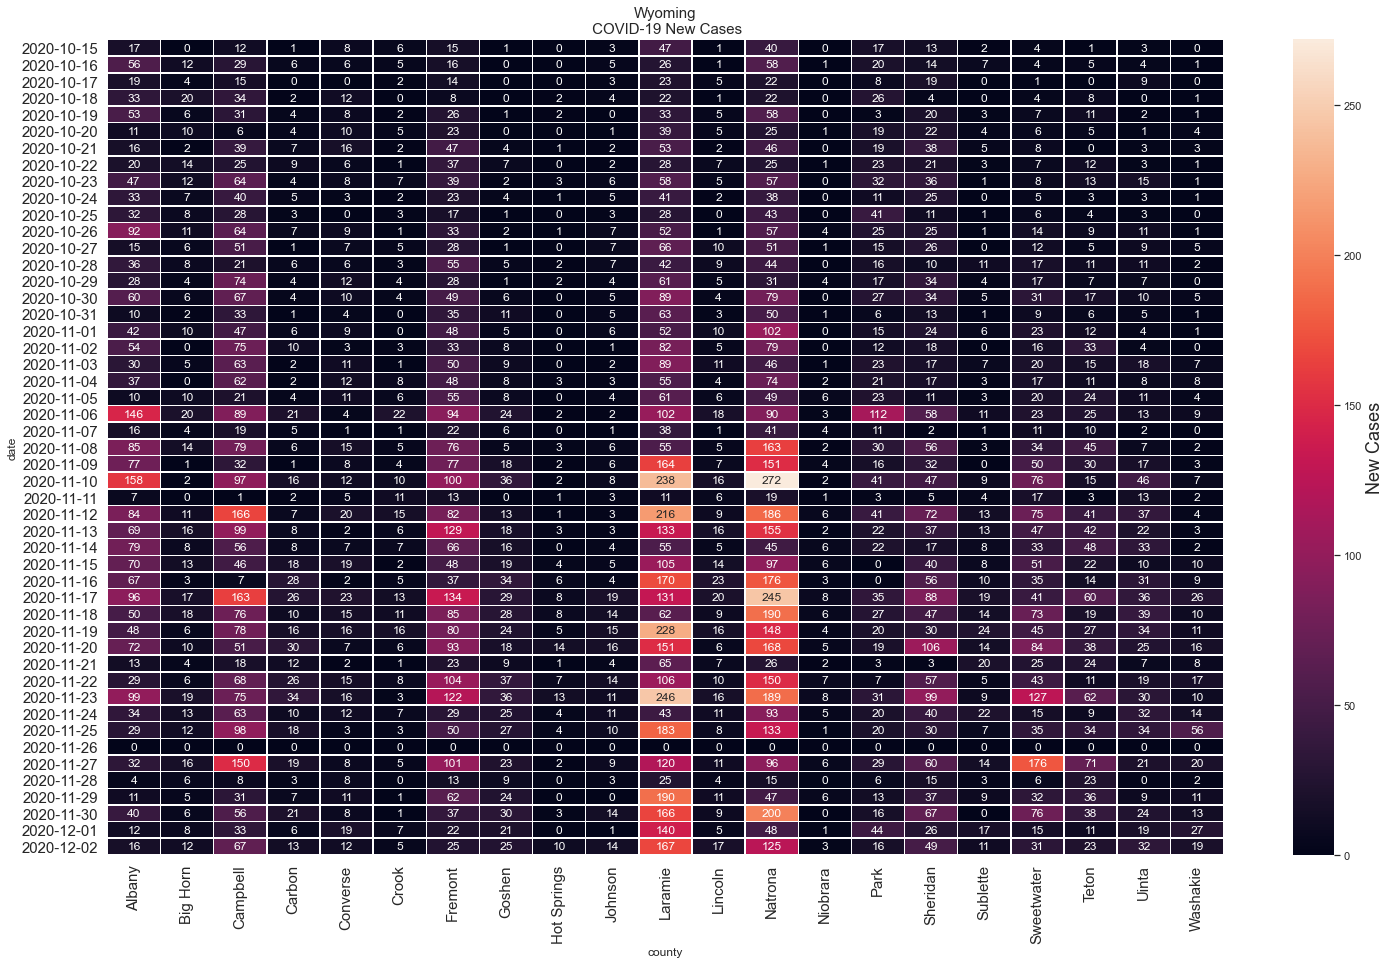 Wyoming
COVID-19 New Cases
2020-10-15 17 0 12 1 8 6 15 1 0 3 47 1 40 0 17 13 2 4 1 3 0
2020-10-16 56 12 29 6 6 5 16 0 0 5 26 1 58 1 20 14 7 4 5 4 1
2020-10-17 19 4 15 0 0 2 14 0 0 3 23 5 22 0 8 19 0 1 0 9 0
2020-10-18 33 20 34 2 12 0 8 0 2 4 22 1 22 0 26 4 0 4 8 0 1
2020-10-19 53 6 31 4 8 2 26 1 2 0 33 5 58 0 3 20 3 7 11 2 1
2020-10-20 11 10 6 4 10 5 23 0 0 1 39 5 25 1 19 22 4 6 5 1 4
2020-10-21 16 2 39 7 16 2 47 4 1 2 53 2 46 0 19 38 5 8 0 3 3
2020-10-22 20 14 25 9 6 1 37 7 0 2 28 7 25 1 23 21 3 7 12 3 1
2020-10-23 47 12 64 4 8 7 39 2 3 6 58 5 57 0 32 36 1 8 13 15 1
2020-10-24 33 7 40 5 3 2 23 4 1 5 41 2 38 0 11 25 0 5 3 3 1
2020-10-25 32 8 28 3 0 3 17 1 0 3 28 0 43 0 41 11 1 6 4 3 0
2020-10-26 92 11 64 7 9 1 33 2 1 7 52 1 57 4 25 25 1 14 9 11 1
2020-10-27 15 6 51 1 7 5 28 1 0 7 66 10 51 1 15 26 0 12 5 9 5
2020-10-28 36 8 21 6 6 3 55 5 2 7 42 9 44 0 16 10 11 17 11 11 2
2020-10-29 28 4 74 4 12 4 28 1 2 4 61 5 31 4 17 34 4 17 7 7 0
2020-10-30 60 6 67 4 10 4 49 6 0 5 89 4 79 0 27 34 5 31 17 10 5
2020-10-31 10 2 33 1 4 0 35 11 0 5 63 3 50 1 6 13 1 9 6 5 1
2020-11-01 42 10 47 6 9 0 48 5 0 6 52 10 102 0 15 24 6 23 12 4 1
2020-11-02 54 0 75 10 3 3 33 8 0 1 82 5 79 0 12 18 0 16 33 4 0
2020-11-03 30 5 63 2 11 1 50 9 0 2 89 11 46 1 23 17 7 20 15 18 7
2020-11-04 37 0 62 2 12 8 48 8 3 3 55 4 74 2 21 17 3 17 11 8 8
2020-11-05 10 10 21 4 11 6 55 8 0 2 61 6 49 6 23 11 3 20 24 11 4
2020-11-06 146 20 89 21 4 22 94 24 2 2 102 18 90 3 112 58 11 23 25 13 9
2020-11-07 16 4 19 5 1 1 22 6 0 1 38 1 41 4 11 2 1 11 10 2 0
2020-11-08 85 14 79 6 15 5 76 5 3 6 55 5 163 2 30 56 3 34 45 7 2
2020-11-09 77 1 32 1 8 4 77 18 2 6 164 7 151 4 16 32 0 50 30 17 3
2020-11-10 158 2 97 16 12 10 100 36 2 8 238 16 272 2 41 47 9 76 15 46 7
2020-11-11 7 0 1 2 5 11 13 0 1 3 11 6 19 1 3 5 4 17 3 13 2
2020-11-12 84 11 166 7 20 15 82 13 1 3 216 9 186 6 41 72 13 75 41 37 4
2020-11-13 69 16 99 8 2 6 129 18 3 3 133 16 155 2 22 37 13 47 42 22 3
2020-11-14 79 8 56 8 7 7 66 16 0 4 55 5 45 6 22 17 8 33 48 33 2
2020-11-15 70 13 46 18 19 2 48 19 4 5 105 14 97 6 0 40 8 51 22 10 10
2020-11-16 67 3 7 28 2 5 37 34 6 4 170 23 176 3 0 56 10 35 14 31 9
2020-11-17 96 17 163 26 23 13 134 29 8 19 131 20 245 8 35 88 19 41 60 36 26
2020-11-18 50 18 76 10 15 11 85 28 8 14 62 9 190 6 27 47 14 73 19 39 10
2020-11-19 48 6 78 16 16 16 80 24 5 15 228 16 148 4 20 30 24 45 27 34 11
2020-11-20 72 10 51 30 7 6 93 18 14 16 151 6 168 5 19 106 14 84 38 25 16
2020-11-21 13 4 18 12 2 1 23 9 1 4 65 7 26 2 3 3 20 25 24 7 8
2020-11-22 29 6 68 26 15 8 104 37 7 14 106 10 150 7 7 57 5 43 11 19 17
2020-11-23 99 19 75 34 16 3 122 36 13 11 246 16 189 7 31 99 9 127 62 30 10
2020-11-24 34 13 63 10 12 7 29 25 4 11 43 11 93 5 20 40 22 15 9 32 14
2020-11-25 29 12 98 18 3 3 50 27 4 10 183 8 133 1 20 30 7 35 34 34 56
2020-11-26 0 0 0 0 0 0 0 0 0 0 0 0 0 0 0 0 0 0 0 0 0
2020-11-27 32 16 150 19 8 5 101 23 2 9 120 11 96 6 29 60 14 176 71 21 20
2020-11-28 4 6 8 3 8 0 13 9 0 3 25 4 15 0 6 15 3 6 23 0 2
2020-11-29 11 5 31 7 11 1 62 24 0 0 190 11 47 6 13 37 9 32 36 9 11
2020-11-30 40 6 56 21 8 1 37 30 3 14 166 9 200 0 16 67 0 76 38 24 13
2020-12-01 12 8 33 6 19 7 22 21 0 1 140 5 48 1 44 26 17 15 11 19 27
2020-12-02 16 12 67 13 12 5 25 25 10 14 167 17 125 3 16 49 11 31 23 32 19
date
Albany Big Horn Campbell Carbon Converse Crook Fremont Goshen Hot Springs Johnson Laramie Lincoln Natrona Niobrara Park Sheridan Sublette Sweetwater Teton Uinta Washakie
county
250
200
150
100
50
0
New Cases